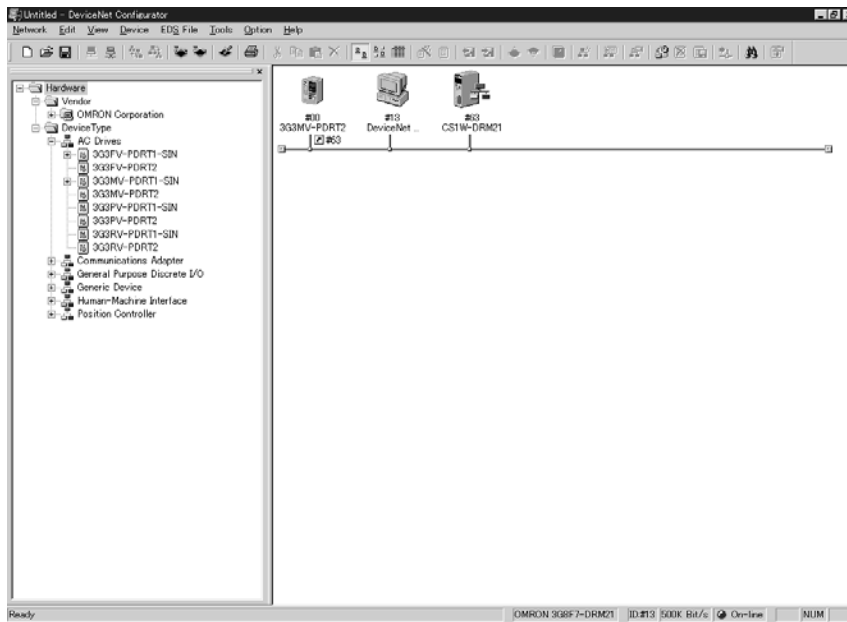 Untitled - DeviceNet Configurator
Network Edit View Device EDS File Tools Option Help
Hardware
Vendor
OMRON Corporation
DeviceType
AC Drives
3G3FV-PDRT1-SIN
3G3FV-PDRT2
3G3MV-PDRT1-SIN
3G3MV-PDRT2
3G3PV-PDRT1-SIN
3G3PV-PDRT2
3G3RV-PDRT1-SIN
3G3RV-PDRT2
Communications Adapter
General Purpose Discrete I/O
Generic Device
Human-Machine Interface
Position Controller
#00 #13 #63
3G3MV-PDRT2 DeviceNet .. CS1W-DRM21
#63
Ready OMRON 3G8F7-DRM21 ID:#13 500K Bit/s On-line NUM